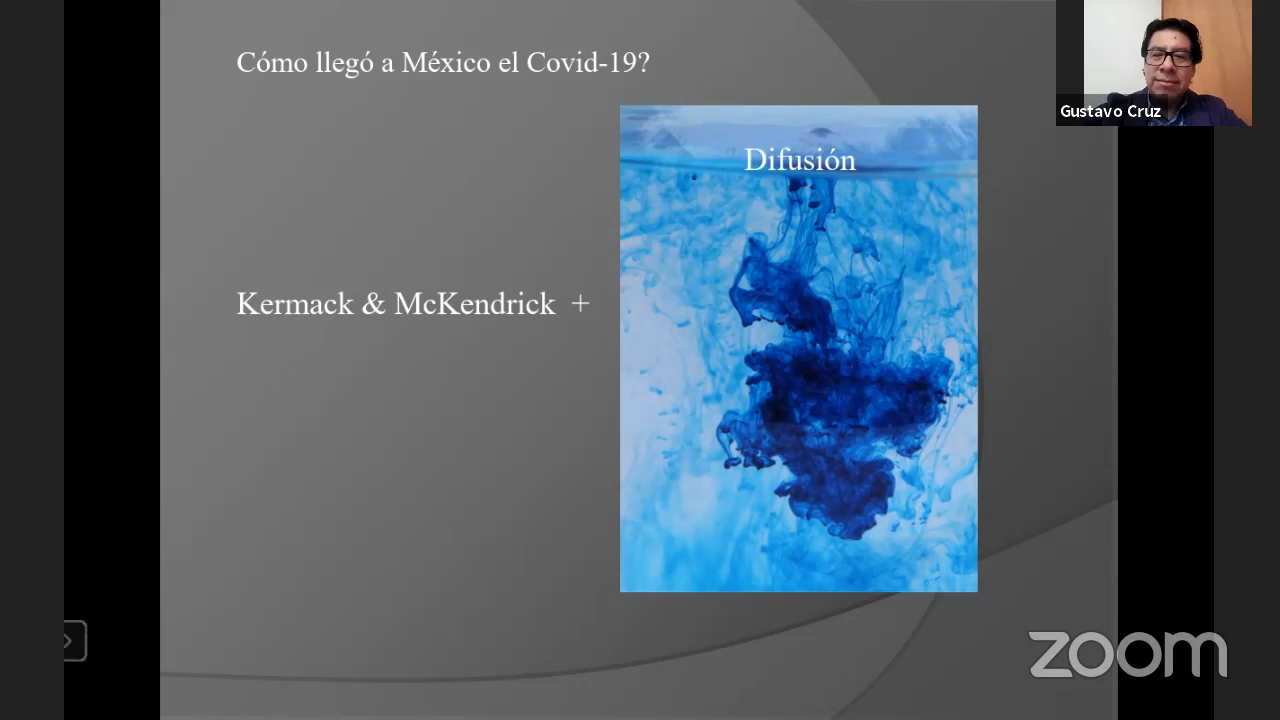 Cómo llegó a México el Covid-19?
Gustavo Cruz
Difusión
Kermack & McKendrick +
zoom